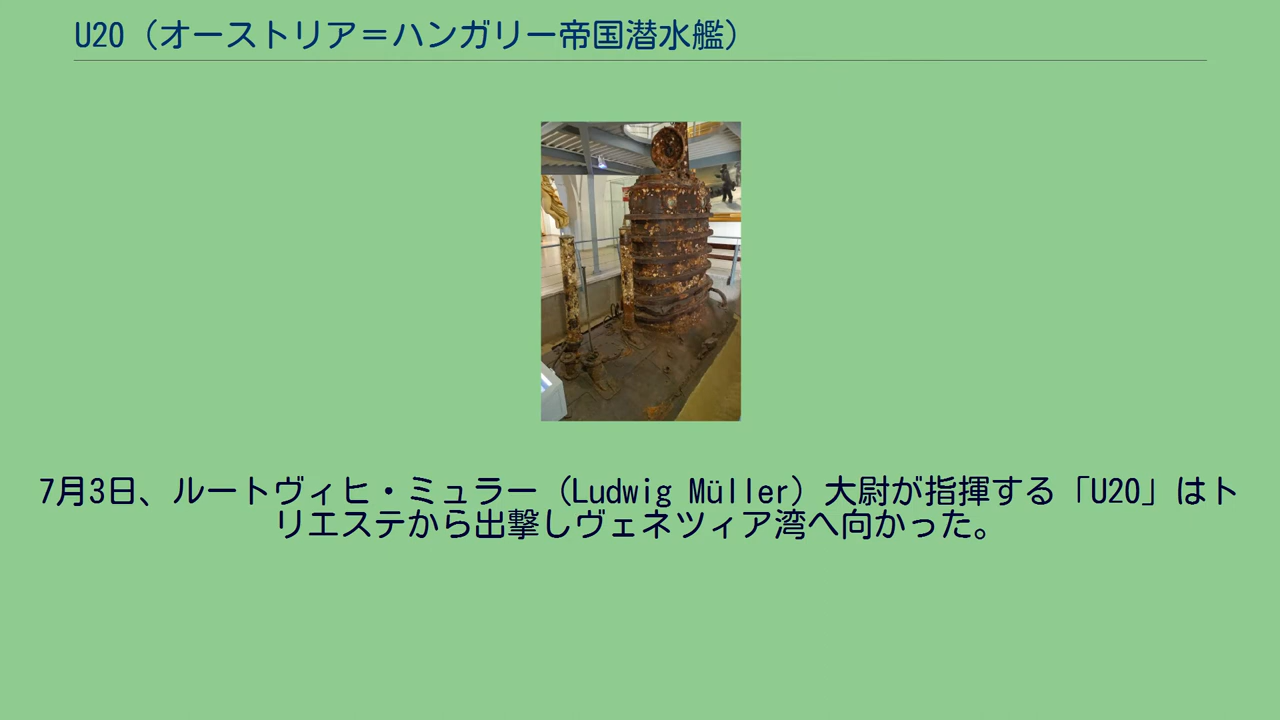 U20（オーストリア＝ハンガリー帝国潜水艦）
7月3日、ルートヴィヒ・ミュラー（Ludwig Müller）大尉が指揮する「U20」はト
リエステから出撃しヴェネツィア湾へ向かった。